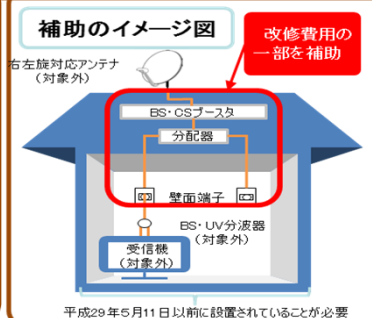 補助のイメージ図
改修費用の
一部を補助
右左旋対応アンテナ
(対象外)
BS・CSブースタ
分配器
壁面端子
BS・UV分波器
(対象外)
受信機
(対象外)
平成29年5月11日以前に設置されていることが必要